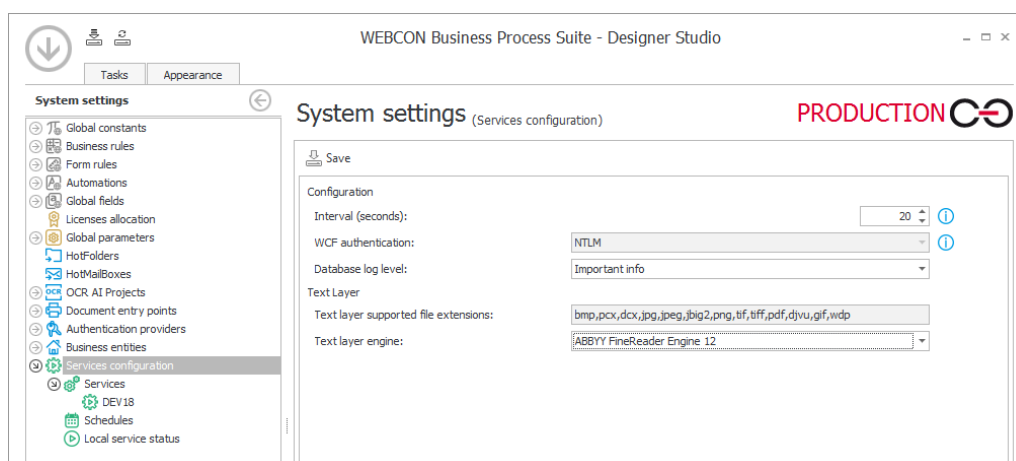 WEBCON Business Process Suite - Designer Studio
Tasks Appearance
System settings
Global constants
Business rules
Form rules
Automations
Global fields
Licenses allocation
Global parameters
HotFolders
HotMailBoxes
OCR OCR AI Projects
Document entry points
Authentication providers
Business entities
Services configuration
Services
DEV18
Schedules
Local service status
System settings (Services configuration)
PRODUCTION
Save
Configuration
Interval (seconds): 20
WCF authentication: NTLM
Database log level: Important info
Text Layer
Text layer supported file extensions: bmp,pcx,dcx,jpg,jpeg,jbig2,png,tif,tiff,pdf,djvu,gif,wdp
Text layer engine: ABBYY FineReader Engine 12